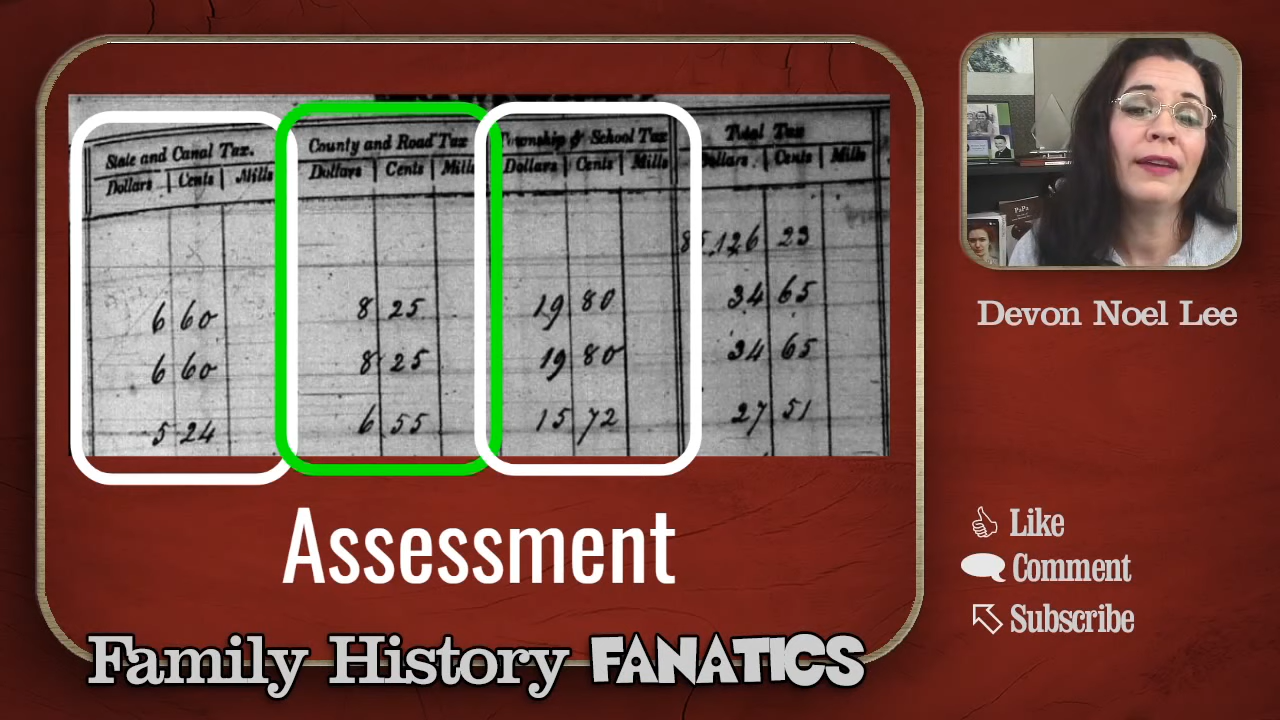 State and Canal Tax. County and Road Tax Township & School Tax Total Tax
Dollars Cents Mills Dollars Cents Mills Dollars Cents Mills Dollars. Cents Mills
126 23
6 60 8 25 19 80 34 65
6 60 8 25 19 80 34 65
5 24 6 55 15 72 27 51
Assessment
Family History FANATICS
Devon Noel Lee
Like
Comment
Subscribe